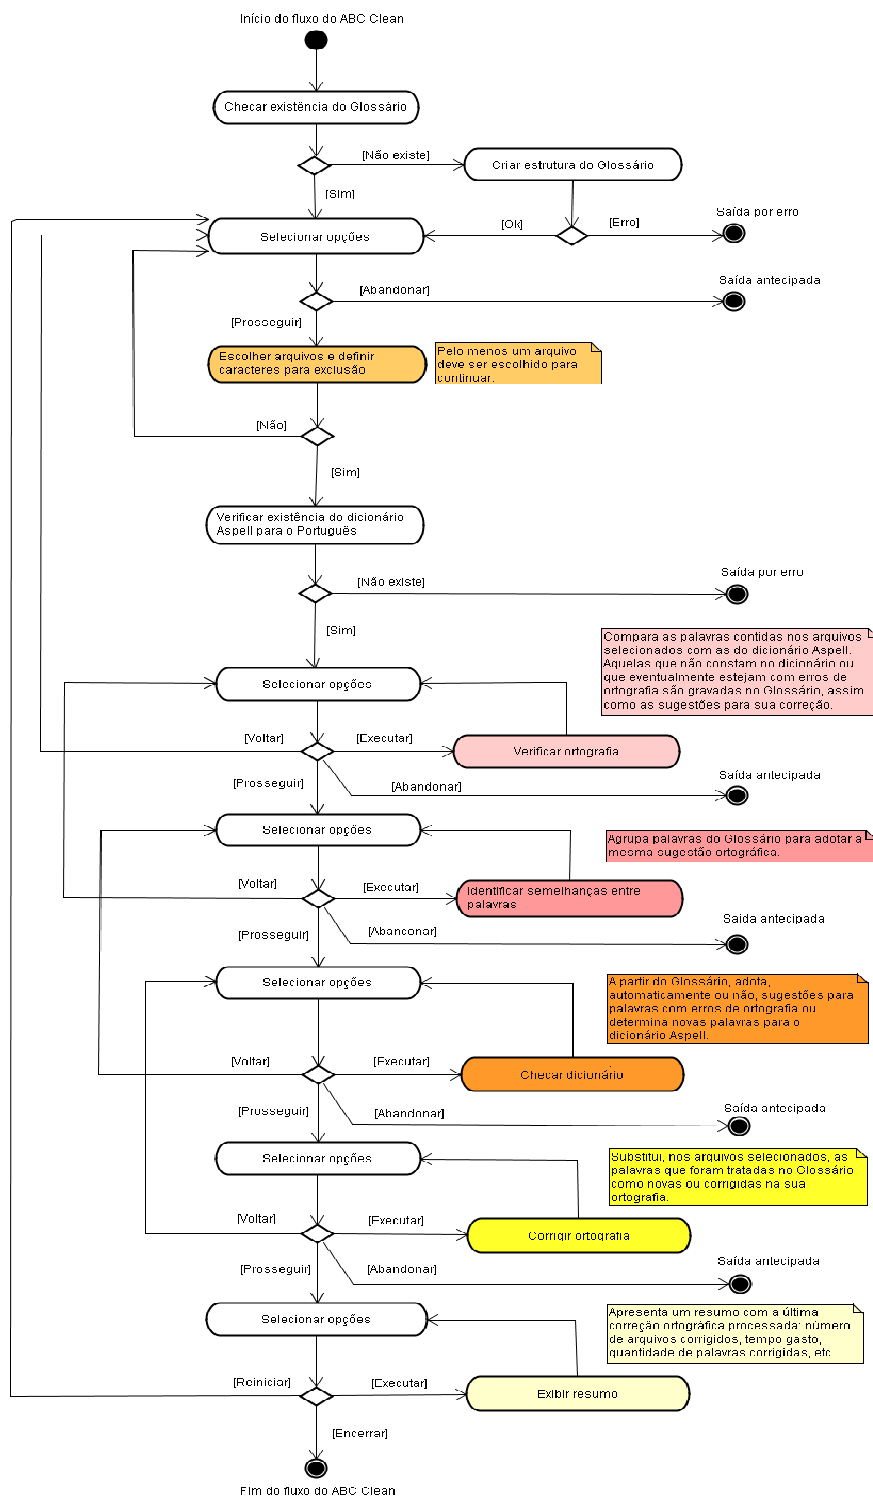 Início do fluxo do ABC Clean
Checar existência do Glossário
[Não existe]
Criar estrutura do Glossário
[Sim]
Saída por erro
[Ok]
[Erro]
Selecionar opções
Saída antecipada
[Abandonar]
[Prosseguir]
Escolher arquivos e definir
caracteres para exclusão
Pelo menos um arquivo
deve ser escolhido para
continuar.
[Não]
[Sim]
Verificar existência do dicionário
Aspell para o Português
Saída por erro
[Não existe]
[Sim]
Compara as palavras contidas nos arquivos
selecionados com as do dicionário Aspell.
Aquelas que não constam no dicionário ou
que eventualmente estejam com erros de
ortografia são gravadas no Glossário, assim
como as sugestões para sua correção.
Selecionar opções
[Voltar]
[Executar]
Verificar ortografia
Saída antecipada
[Prosseguir]
[Abandonar]
Selecionar opções
Agrupa palavras do Glossário para adotar a
mesma sugestão ortográfica.
[Voltar]
[Executar]
Identificar semelhanças entre
palavras
Saída antecipada
[Prosseguir]
[Abandonar]
Selecionar opções
A partir do Glossário, adota,
automaticamente ou não, sugestões para
palavras com erros de ortografia ou
determina novas palavras para o
dicionário Aspell.
[Voltar]
[Executar]
Checar dicionário
Saída antecipada
[Prosseguir]
[Abandonar]
Selecionar opções
Substitui, nos arquivos selecionados, as
palavras que foram tratadas no Glossário
como novas ou corrigidas na sua
ortografia.
[Voltar]
[Executar]
Corrigir ortografia
Saída antecipada
[Prosseguir]
[Abandonar]
Selecionar opções
Apresenta um resumo com a última
correção ortográfica processada: número
de arquivos corrigidos, tempo gasto,
quantidade de palavras corrigidas, etc
[Reiniciar]
[Executar]
Exibir resumo
[Encerrar]
Fim do fluxo do ABC Clean